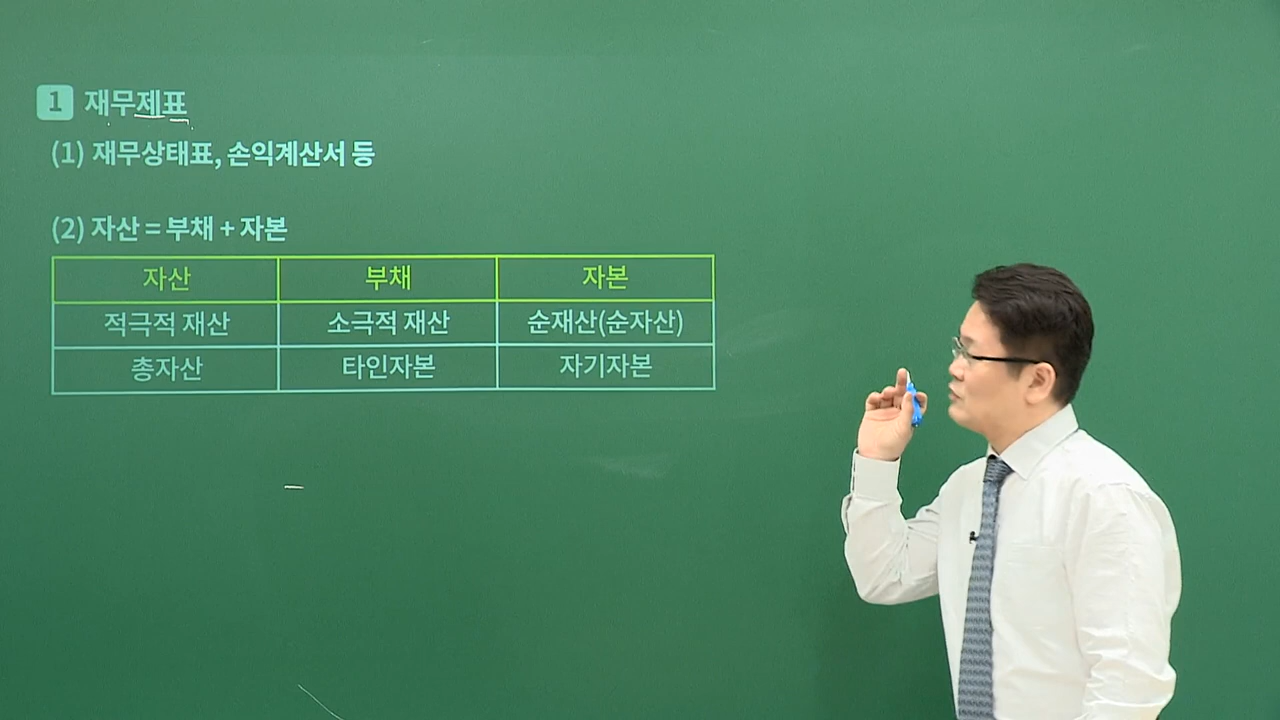 1 재무제표
(1) 재무상태표, 손익계산서 등
(2) 자산 = 부채 + 자본
자산 부채 자본
적극적 재산 소극적 재산 순재산(순자산)
총자산 타인자본 자기자본